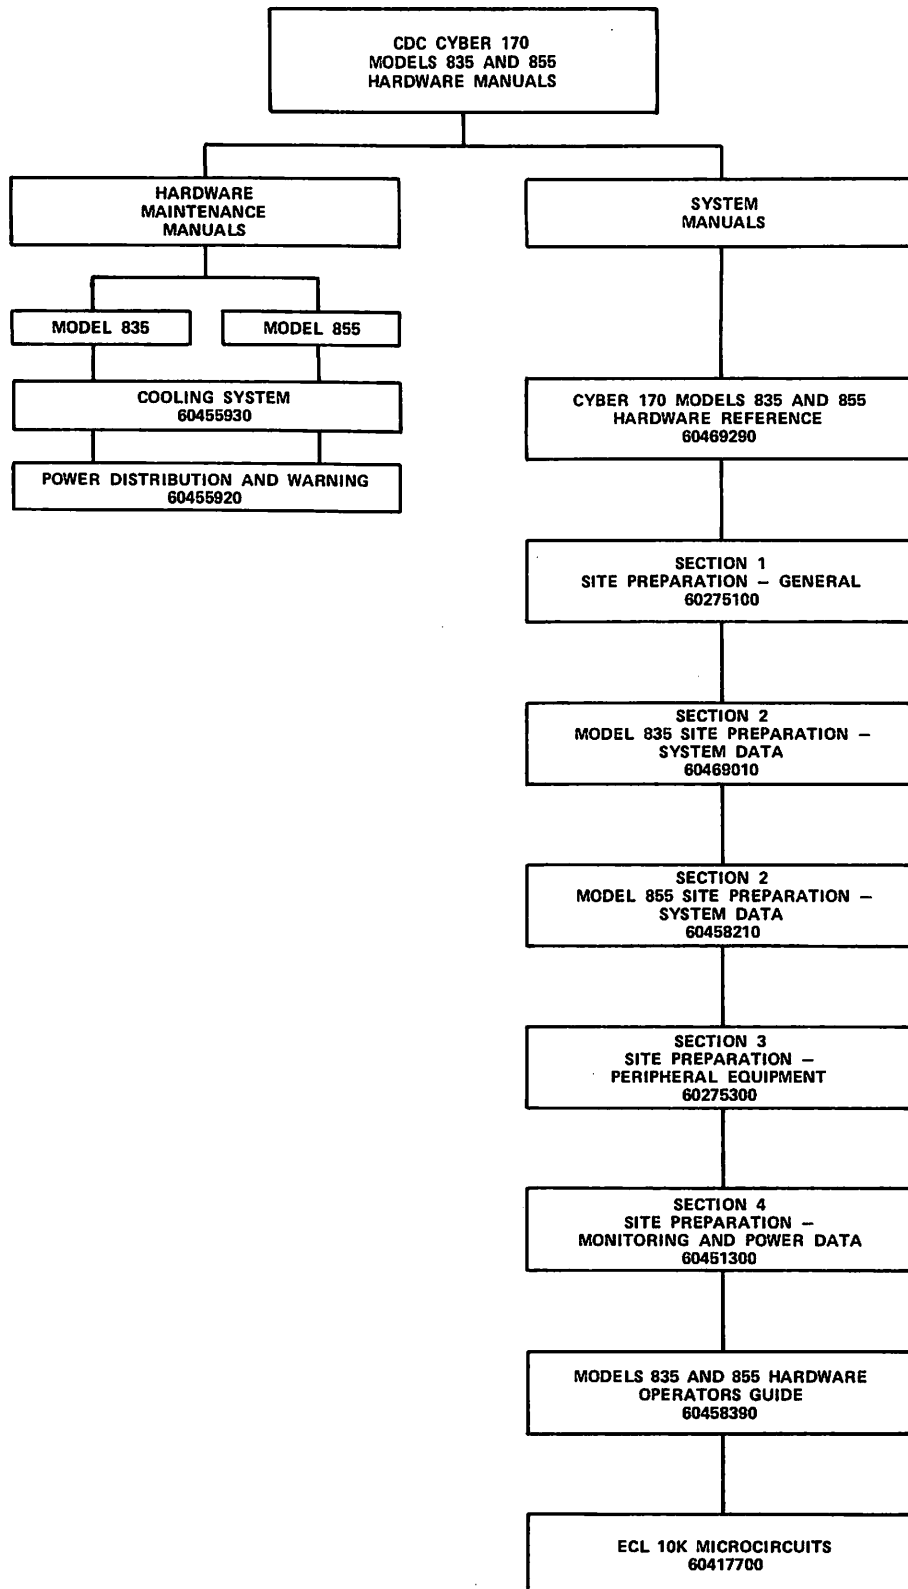 CDC CYBER 170
MODELS 835 AND 855
HARDWARE MANUALS
HARDWARE
MAINTENANCE
MANUALS
MODEL 835
MODEL 855
COOLING SYSTEM
60455930
POWER DISTRIBUTION AND WARNING
60455920
SYSTEM
MANUALS
CYBER 170 MODELS 835 AND 855
HARDWARE REFERENCE
60469290
SECTION 1
SITE PREPARATION – GENERAL
60275100
SECTION 2
MODEL 835 SITE PREPARATION –
SYSTEM DATA
60469010
SECTION 2
MODEL 855 SITE PREPARATION –
SYSTEM DATA
60458210
SECTION 3
SITE PREPARATION –
PERIPHERAL EQUIPMENT
60275300
SECTION 4
SITE PREPARATION –
MONITORING AND POWER DATA
60451300
MODELS 835 AND 855 HARDWARE
OPERATORS GUIDE
60458390
ECL 10K MICROCIRCUITS
60417700